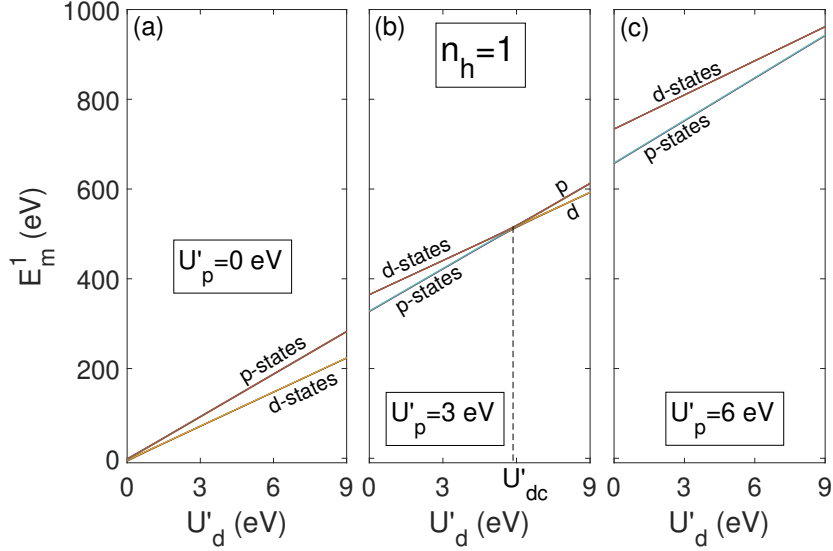 (a)
(b)
(c)
n_h=1
1000
800
600
400
200
0
E_m^1 (eV)
U'_p=0 eV
p-states
d-states
d-states
p-states
p
d
U'_p=3 eV
U'_dc
d-states
p-states
U'_p=6 eV
0 3 6 9
0 3 6 9
0 3 6 9
U'_d (eV)
U'_d (eV)
U'_d (eV)